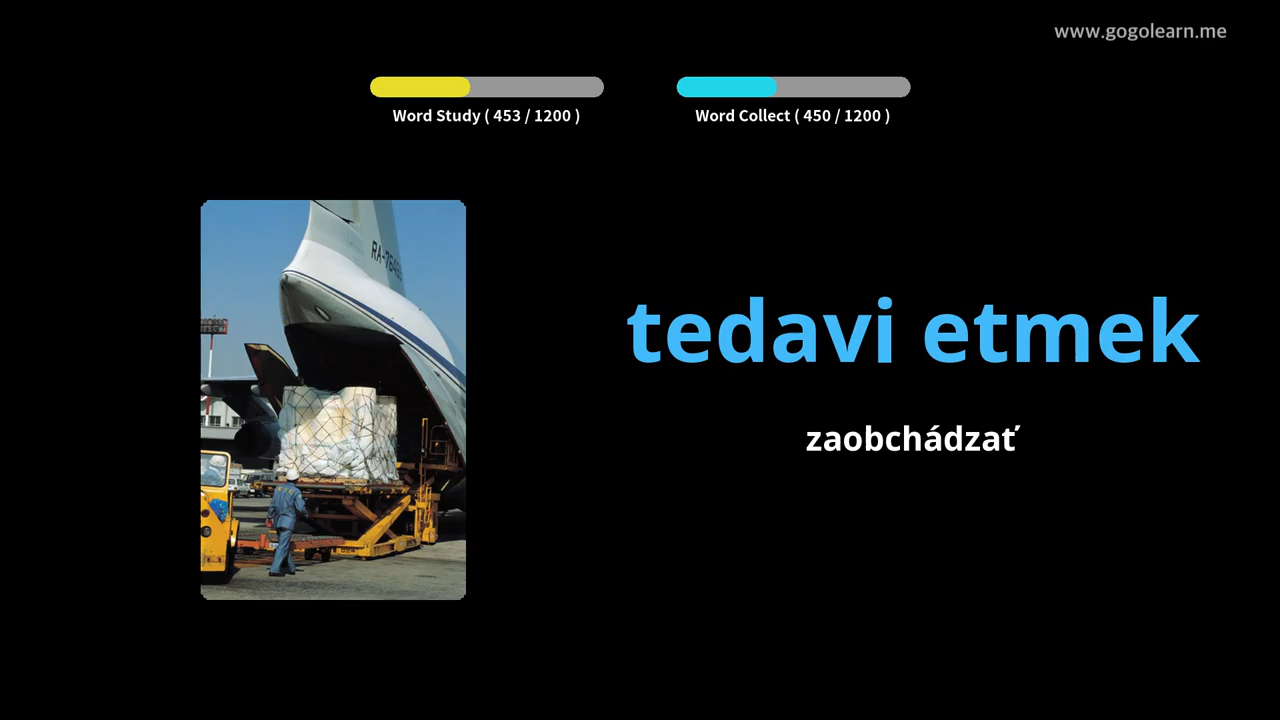 www.gogolearn.me
Word Study ( 453 / 1200 )
Word Collect ( 450 / 1200 )
tedavi etmek
zaobchádzať